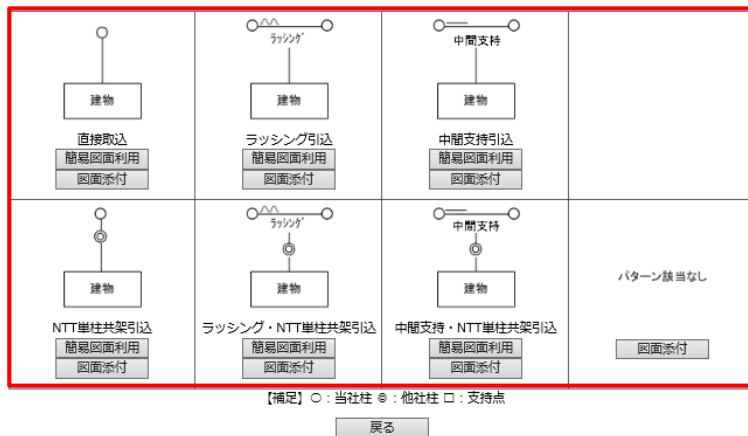 ラッシング
中間支持
建物
建物
建物
直接取込
ラッシング引込
中間支持引込
簡易図面利用
簡易図面利用
簡易図面利用
図面添付
図面添付
図面添付
ラッシング
中間支持
建物
建物
建物
パターン該当なし
NTT単柱共架引込
ラッシング・NTT単柱共架引込
中間支持・NTT単柱共架引込
簡易図面利用
簡易図面利用
簡易図面利用
図面添付
図面添付
図面添付
図面添付
【補足】○：当社柱 ◎：他社柱 □：支持点
戻る